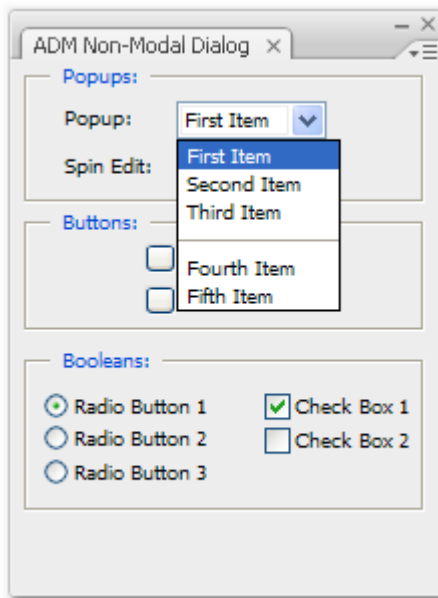 ADM Non-Modal Dialog
Popups:
Popup: First Item
First Item
Spin Edit:
Second Item
Third Item
Buttons:
Fourth Item
Fifth Item
Booleans:
Radio Button 1 Check Box 1
Radio Button 2 Check Box 2
Radio Button 3